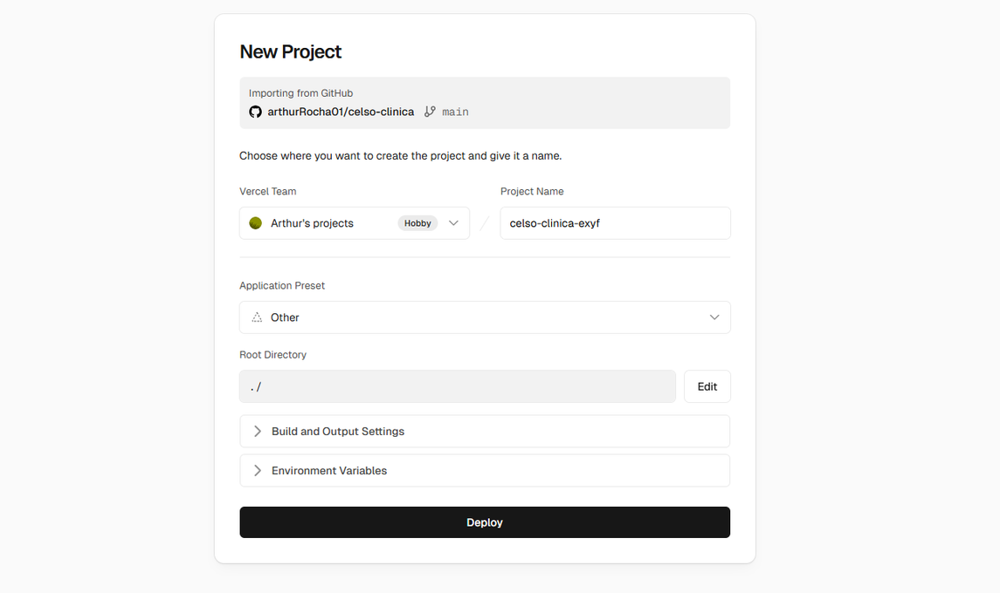 New Project
Importing from GitHub
arthurRocha01/celso-clinica main
Choose where you want to create the project and give it a name.
Vercel Team
Project Name
Arthur's projects Hobby / celso-clinica-exyf
Application Preset
Other
Root Directory
./
Edit
Build and Output Settings
Environment Variables
Deploy